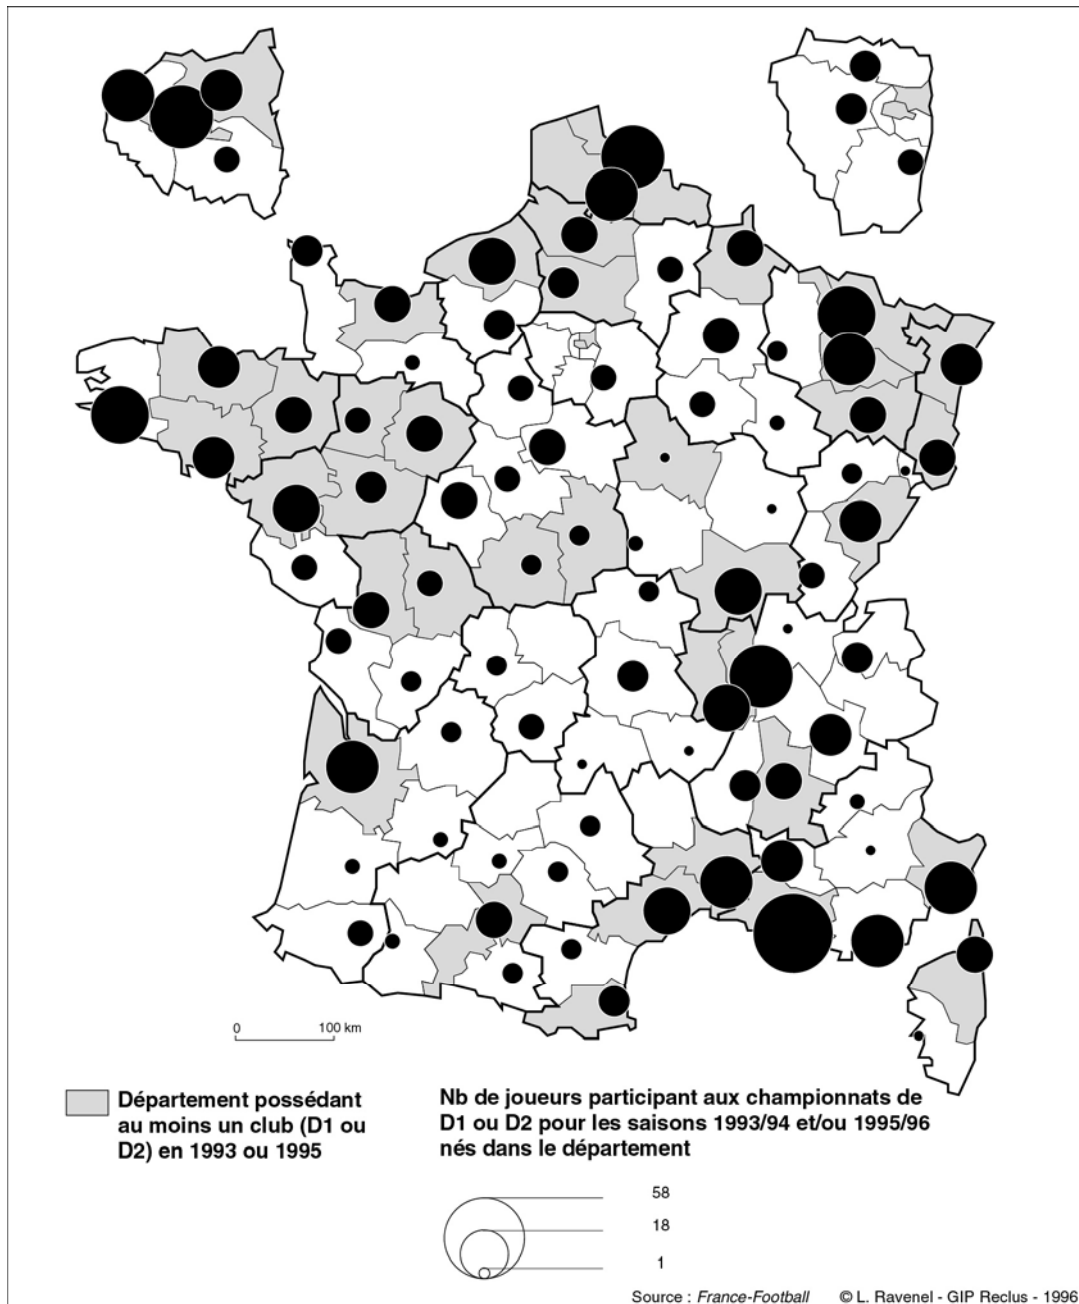 0 100 km
Département possédant
au moins un club (D1 ou
D2) en 1993 ou 1995
Nb de joueurs participant aux championnats de
D1 ou D2 pour les saisons 1993/94 et/ou 1995/96
nés dans le département
58
18
1
Source : France-Football © L. Ravenel - GIP Reclus - 1996